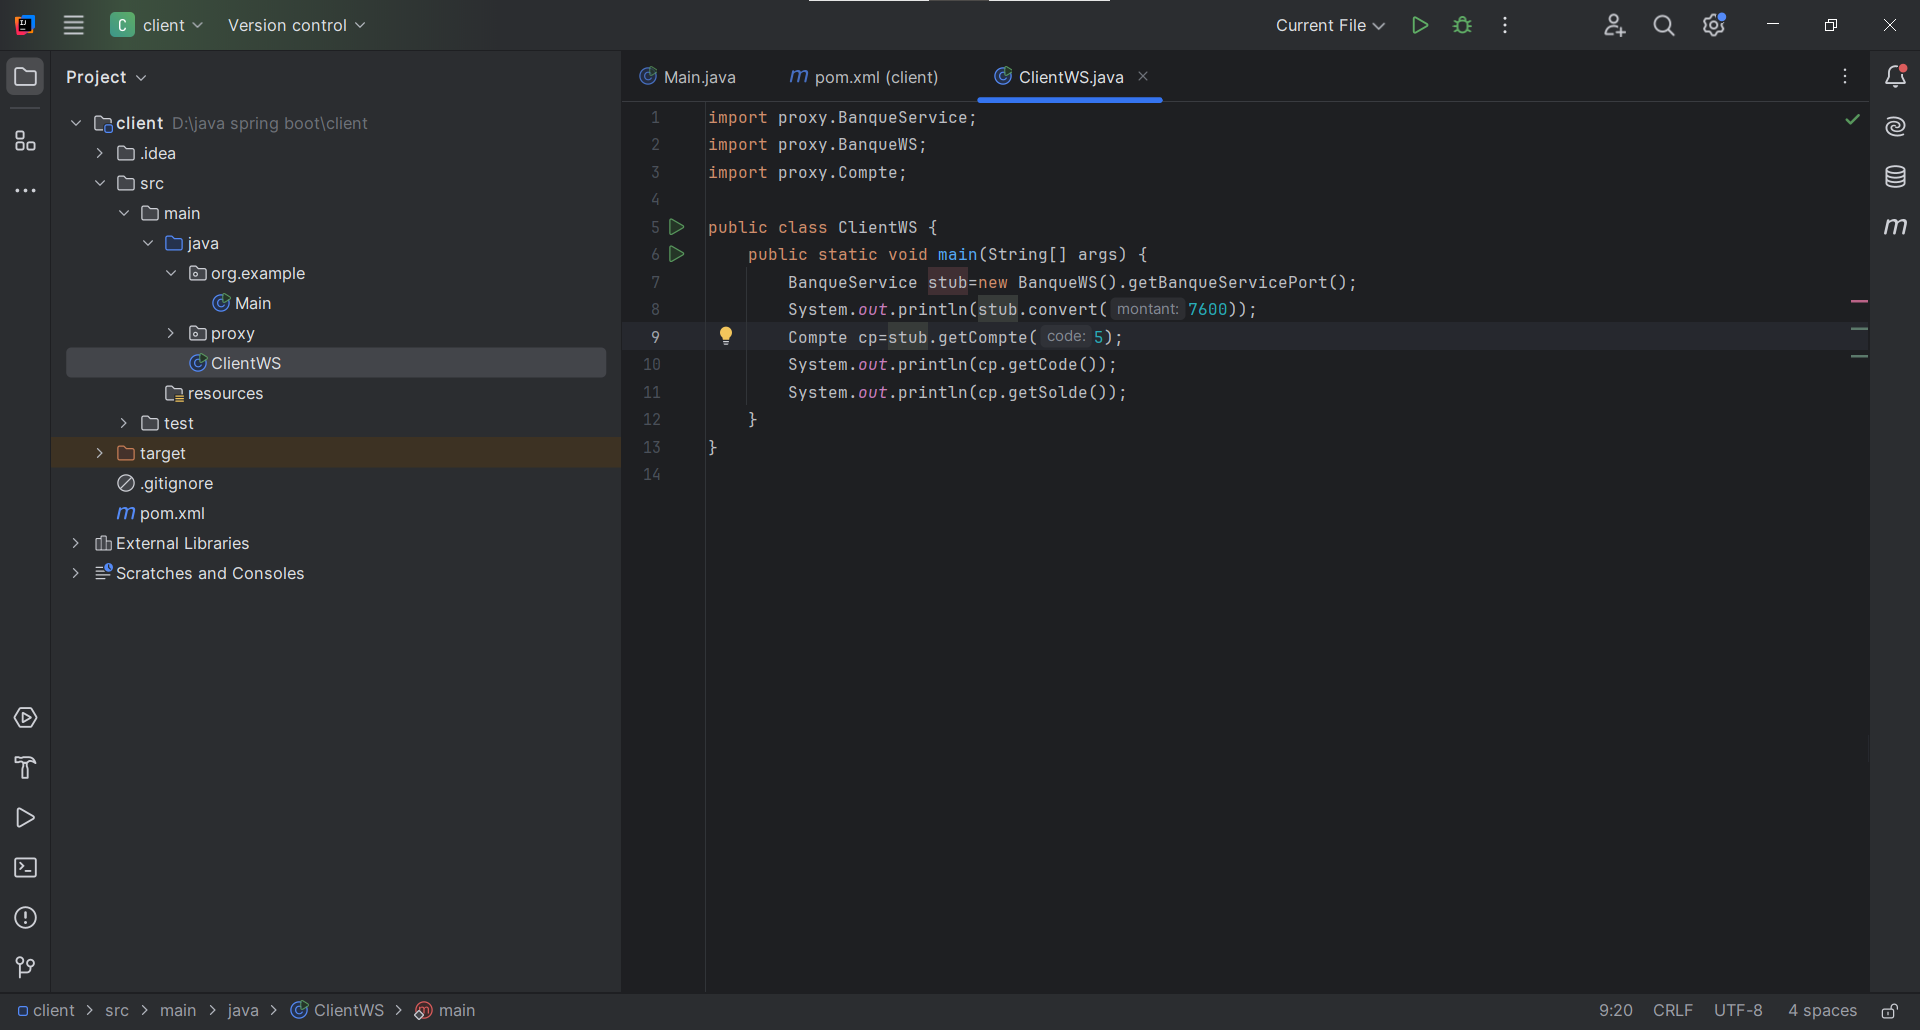 C client Version control Current File
Project
client D:\java spring boot\client
.idea
src
main
java
org.example
Main
proxy
ClientWS
resources
test
target
.gitignore
pom.xml
External Libraries
Scratches and Consoles
Main.java pom.xml (client) ClientWS.java
1 import proxy.BanqueService;
2 import proxy.BanqueWS;
3 import proxy.Compte;
4
5 public class ClientWS {
6 public static void main(String[] args) {
7 BanqueService stub=new BanqueWS().getBanqueServicePort();
8 System.out.println(stub.convert( montant: 7600));
9 Compte cp=stub.getCompte( code: 5);
10 System.out.println(cp.getCode());
11 System.out.println(cp.getSolde());
12 }
13 }
14
client > src > main > java > ClientWS > main 9:20 CRLF UTF-8 4 spaces